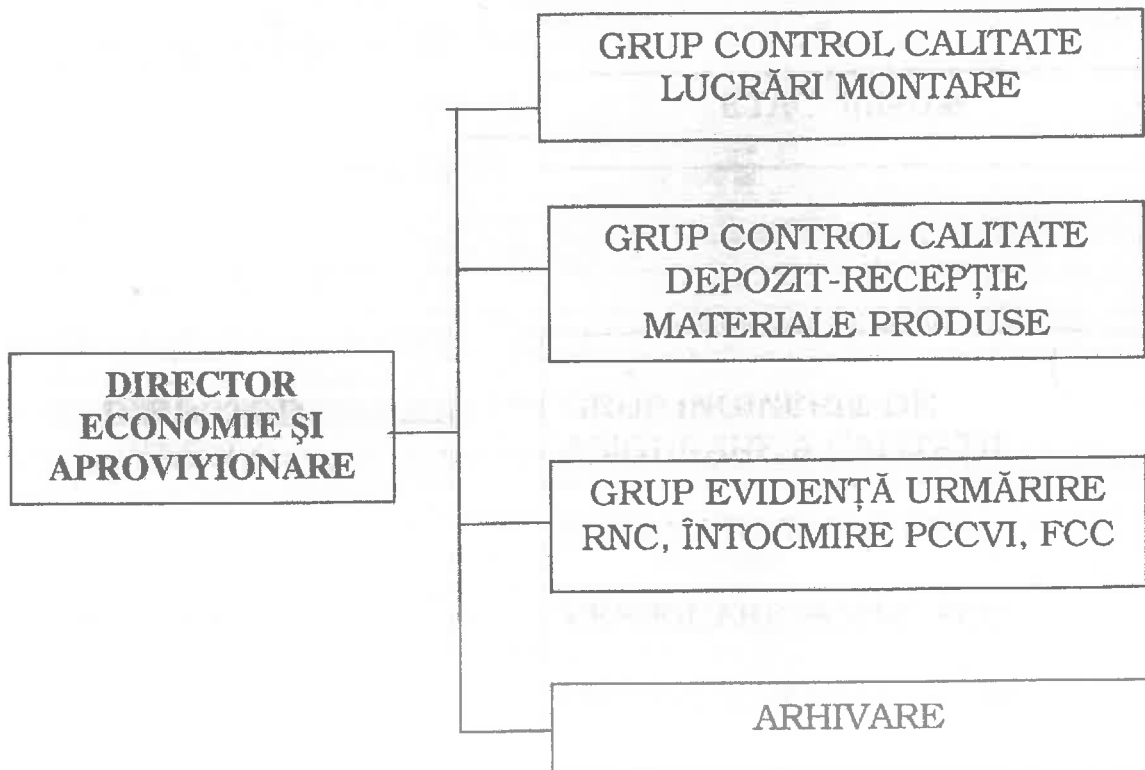 GRUP CONTROL CALITATE
LUCRĂRI MONTARE
GRUP CONTROL CALITATE
DEPOZIT-RECEPȚIE
MATERIALE PRODUSE
DIRECTOR
ECONOMIE ȘI
APROVIYIONARE
GRUP EVIDENȚĂ URMĂRIRE
RNC, ÎNTOCMIRE PCCVI, FCC
ARHIVARE